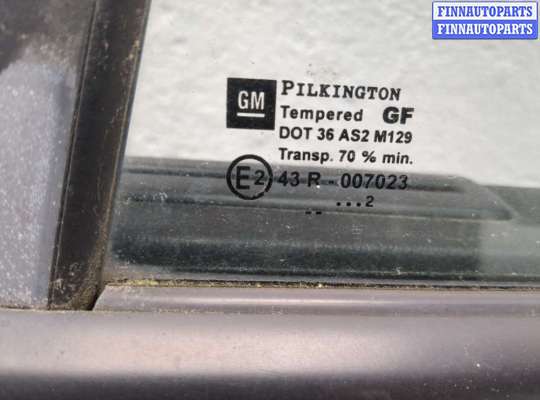 FINNAUTOPARTS
FINNAUTOPARTS
GM PILKINGTON
Tempered GF
DOT 36 AS2 M129
Transp. 70 % min.
E2 43 R - 007023
...2
--